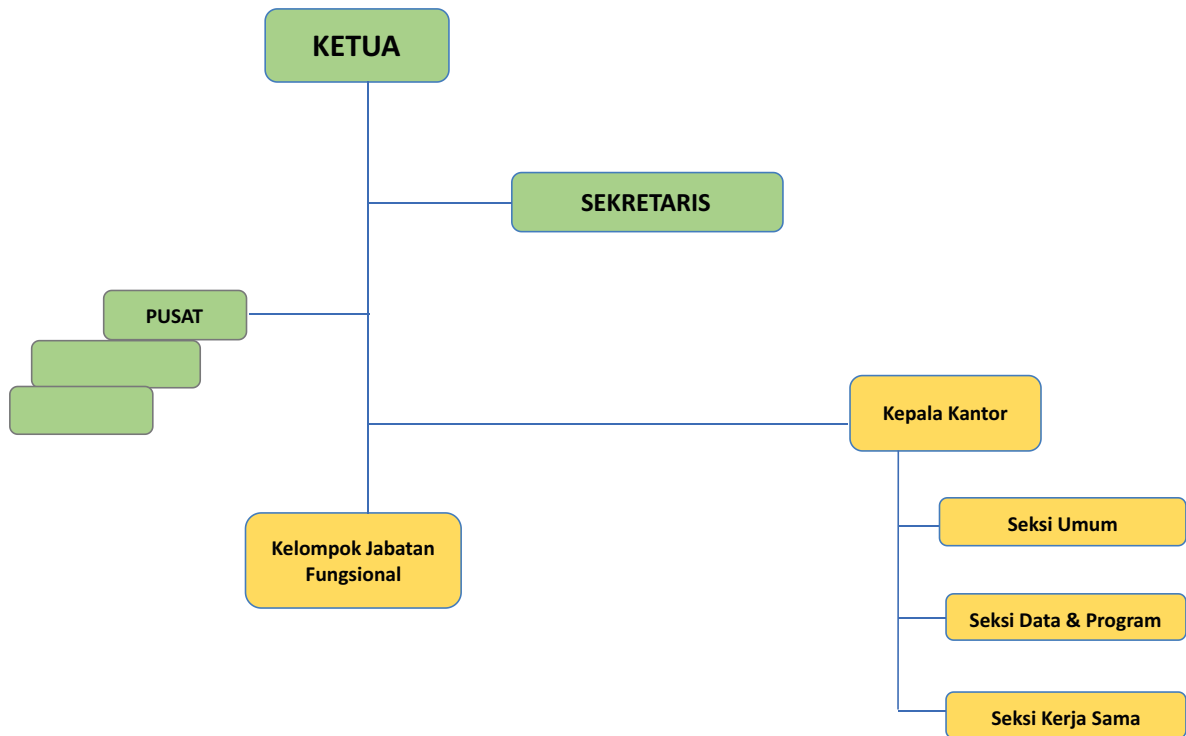 KETUA
SEKRETARIS
PUSAT
Kepala Kantor
Kelompok Jabatan
Fungsional
Seksi Umum
Seksi Data & Program
Seksi Kerja Sama